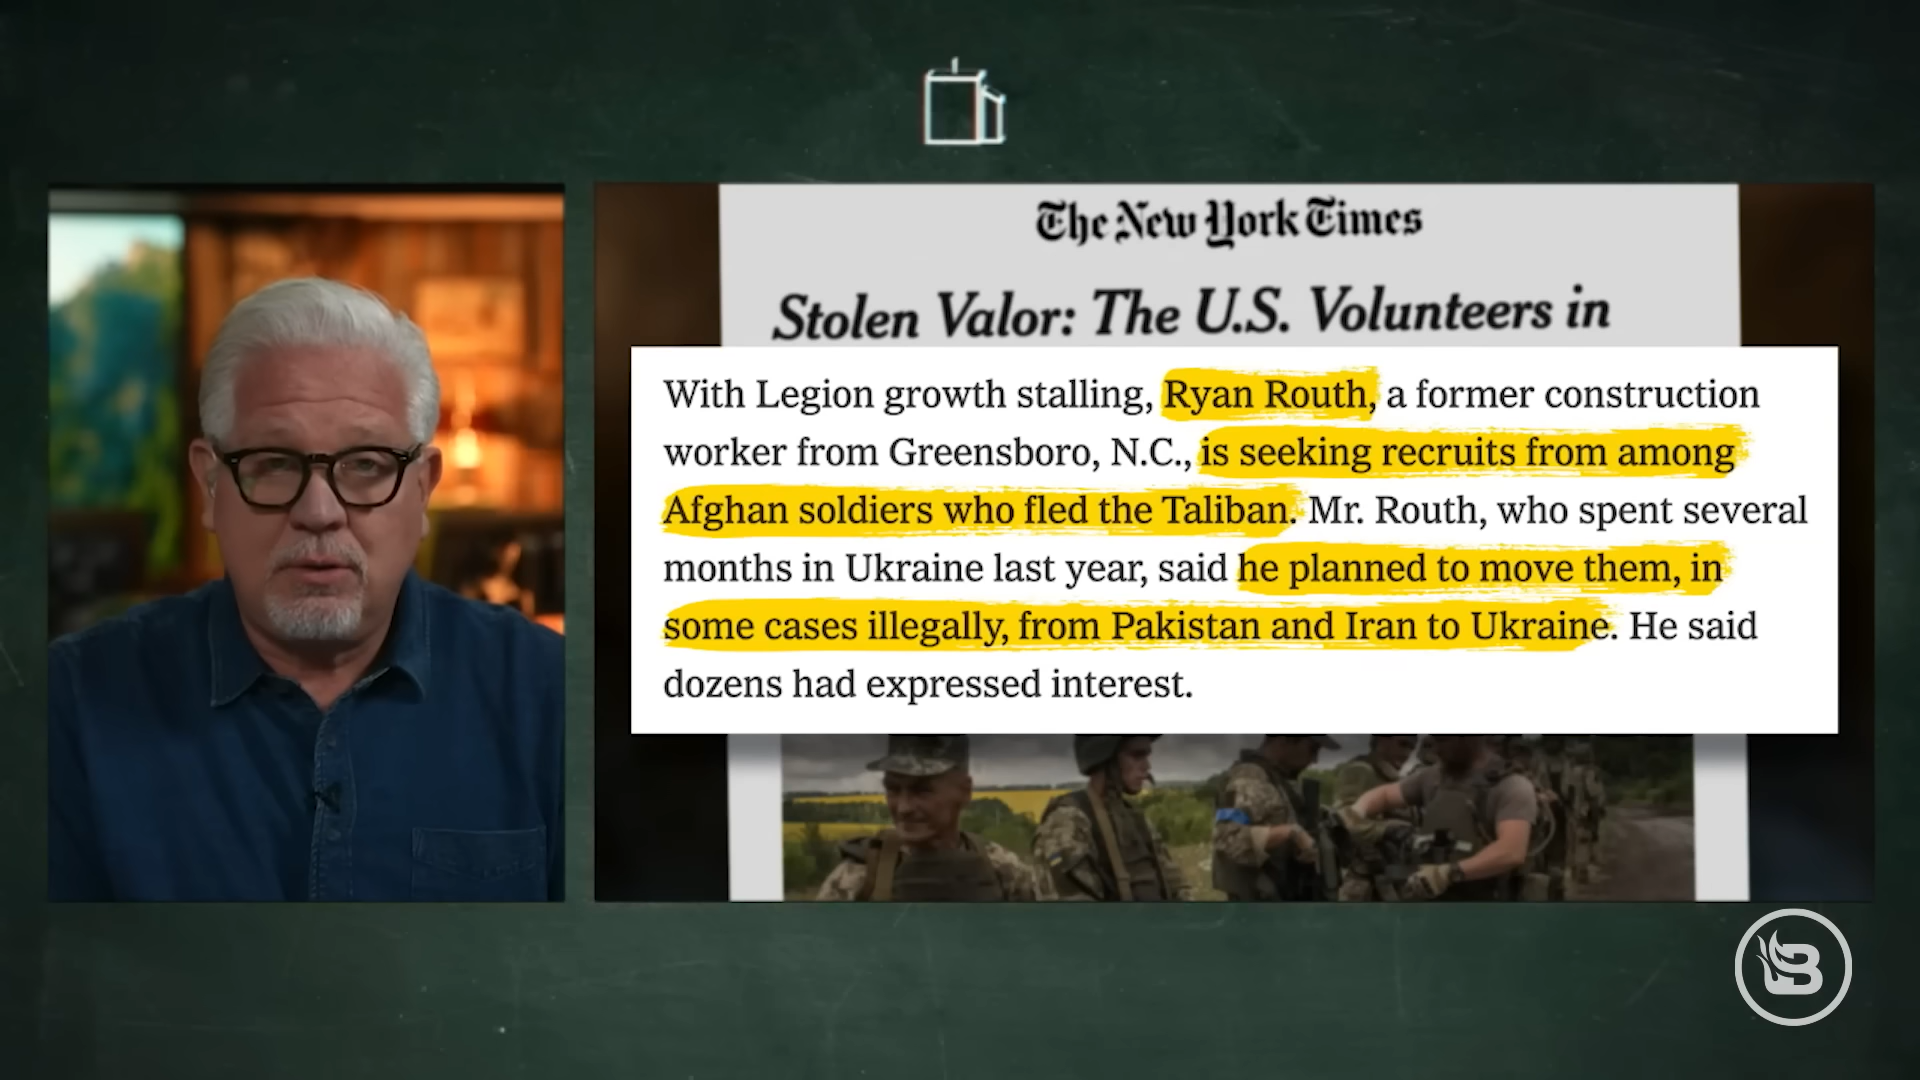 The New York Times
Stolen Valor: The U.S. Volunteers in
With Legion growth stalling, Ryan Routh, a former construction
worker from Greensboro, N.C., is seeking recruits from among
Afghan soldiers who fled the Taliban. Mr. Routh, who spent several
months in Ukraine last year, said he planned to move them, in
some cases illegally, from Pakistan and Iran to Ukraine. He said
dozens had expressed interest.
B